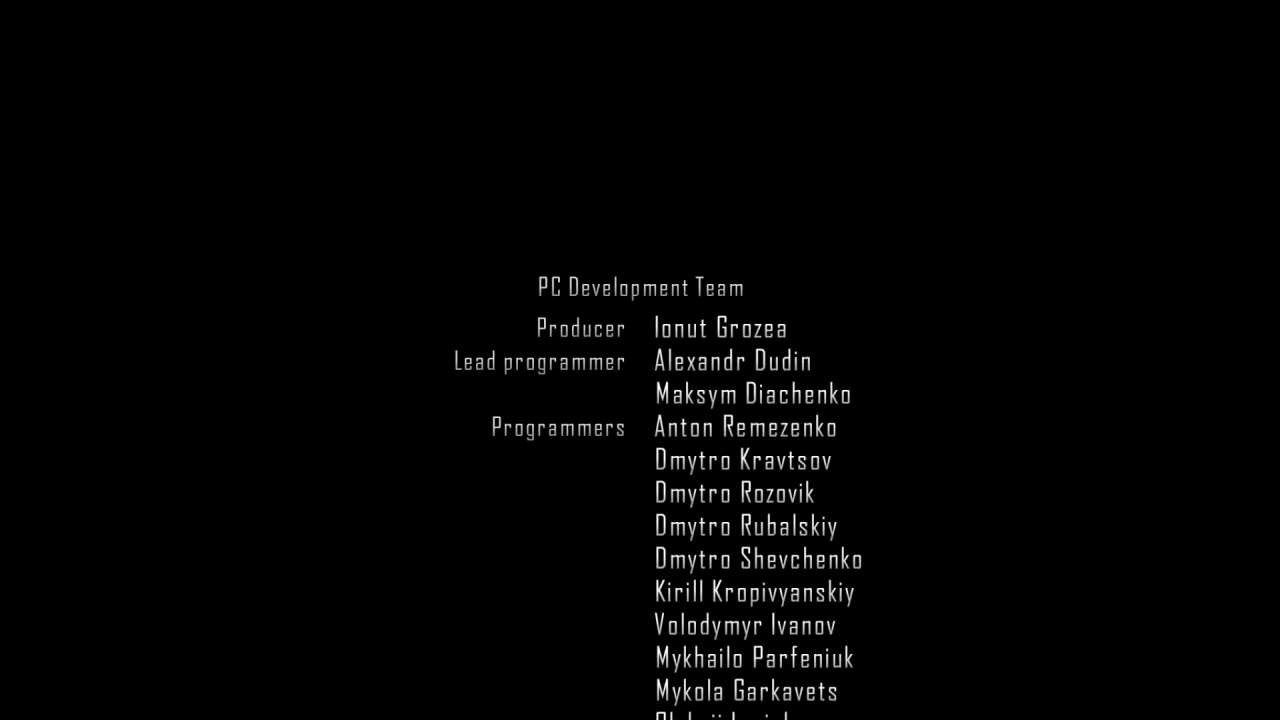 PC Development Team
Producer Ionut Grozea
Lead programmer Alexandr Dudin
Maksym Diachenko
Programmers Anton Remezenko
Dmytro Kravtsov
Dmytro Rozovik
Dmytro Rubalskiy
Dmytro Shevchenko
Kirill Kropivyanskiy
Volodymyr Ivanov
Mykhailo Parfeniuk
Mykola Garkavets